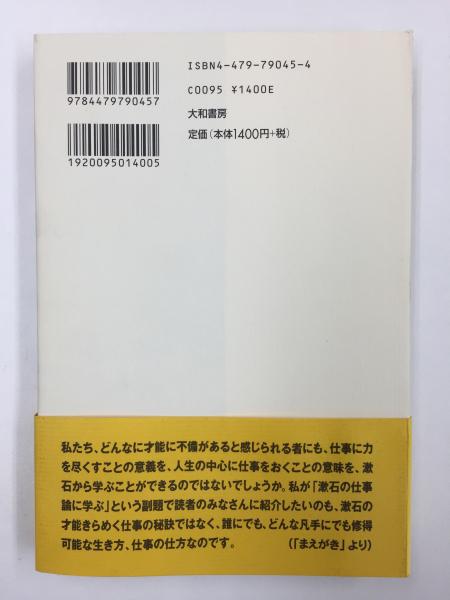 ISBN4-479-79045-4
9784479790457
C0095 ¥1400E
大和書房
定価(本体1400円+税)
1920095014005
私たち、どんなに才能に不備があると感じられる者にも、仕事に力
を尽くすことの意義を、人生の中心に仕事をおくことの意味を、漱
石から学ぶことができるのではないでしょうか。私が「漱石の仕事
論に学ぶ」という副題で読者のみなさんに紹介したいのも、漱石の
才能きらめく仕事の秘訣ではなく、誰にでも、どんな凡手にでも修得
可能な生き方、仕事の仕方なのです。 (「まえがき」より)